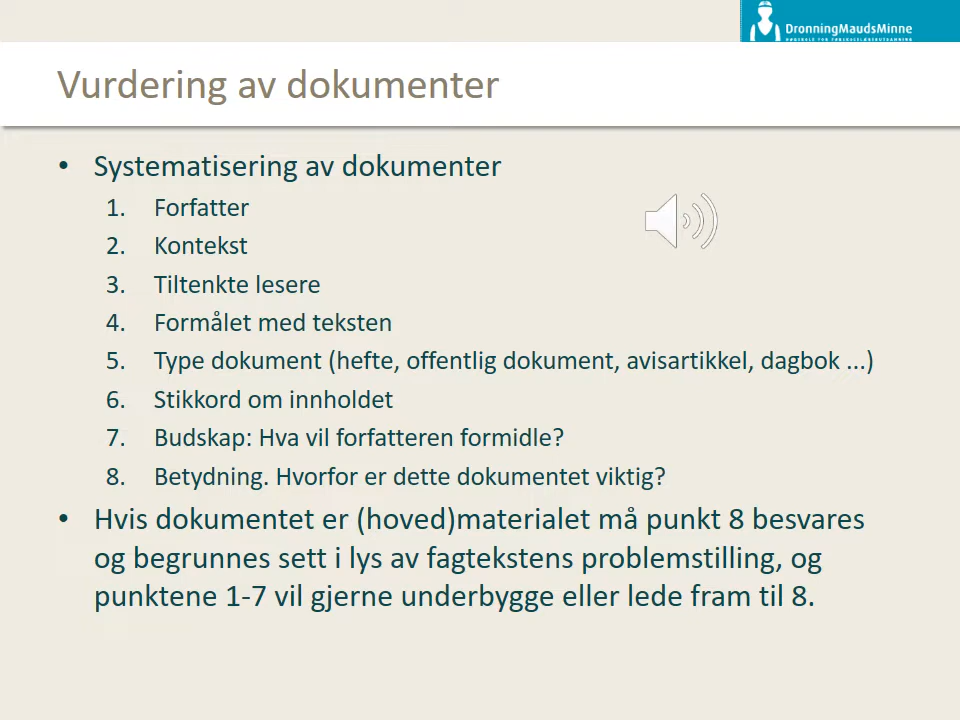 DronningMaudsMinne
Vurdering av dokumenter
• Systematisering av dokumenter
1. Forfatter
2. Kontekst
3. Tiltenkte lesere
4. Formålet med teksten
5. Type dokument (hefte, offentlig dokument, avisartikkel, dagbok ...)
6. Stikkord om innholdet
7. Budskap: Hva vil forfatteren formidle?
8. Betydning. Hvorfor er dette dokumentet viktig?
• Hvis dokumentet er (hoved)materialet må punkt 8 besvares
og begrunnes sett i lys av fagtekstens problemstilling, og
punktene 1-7 vil gjerne underbygge eller lede fram til 8.